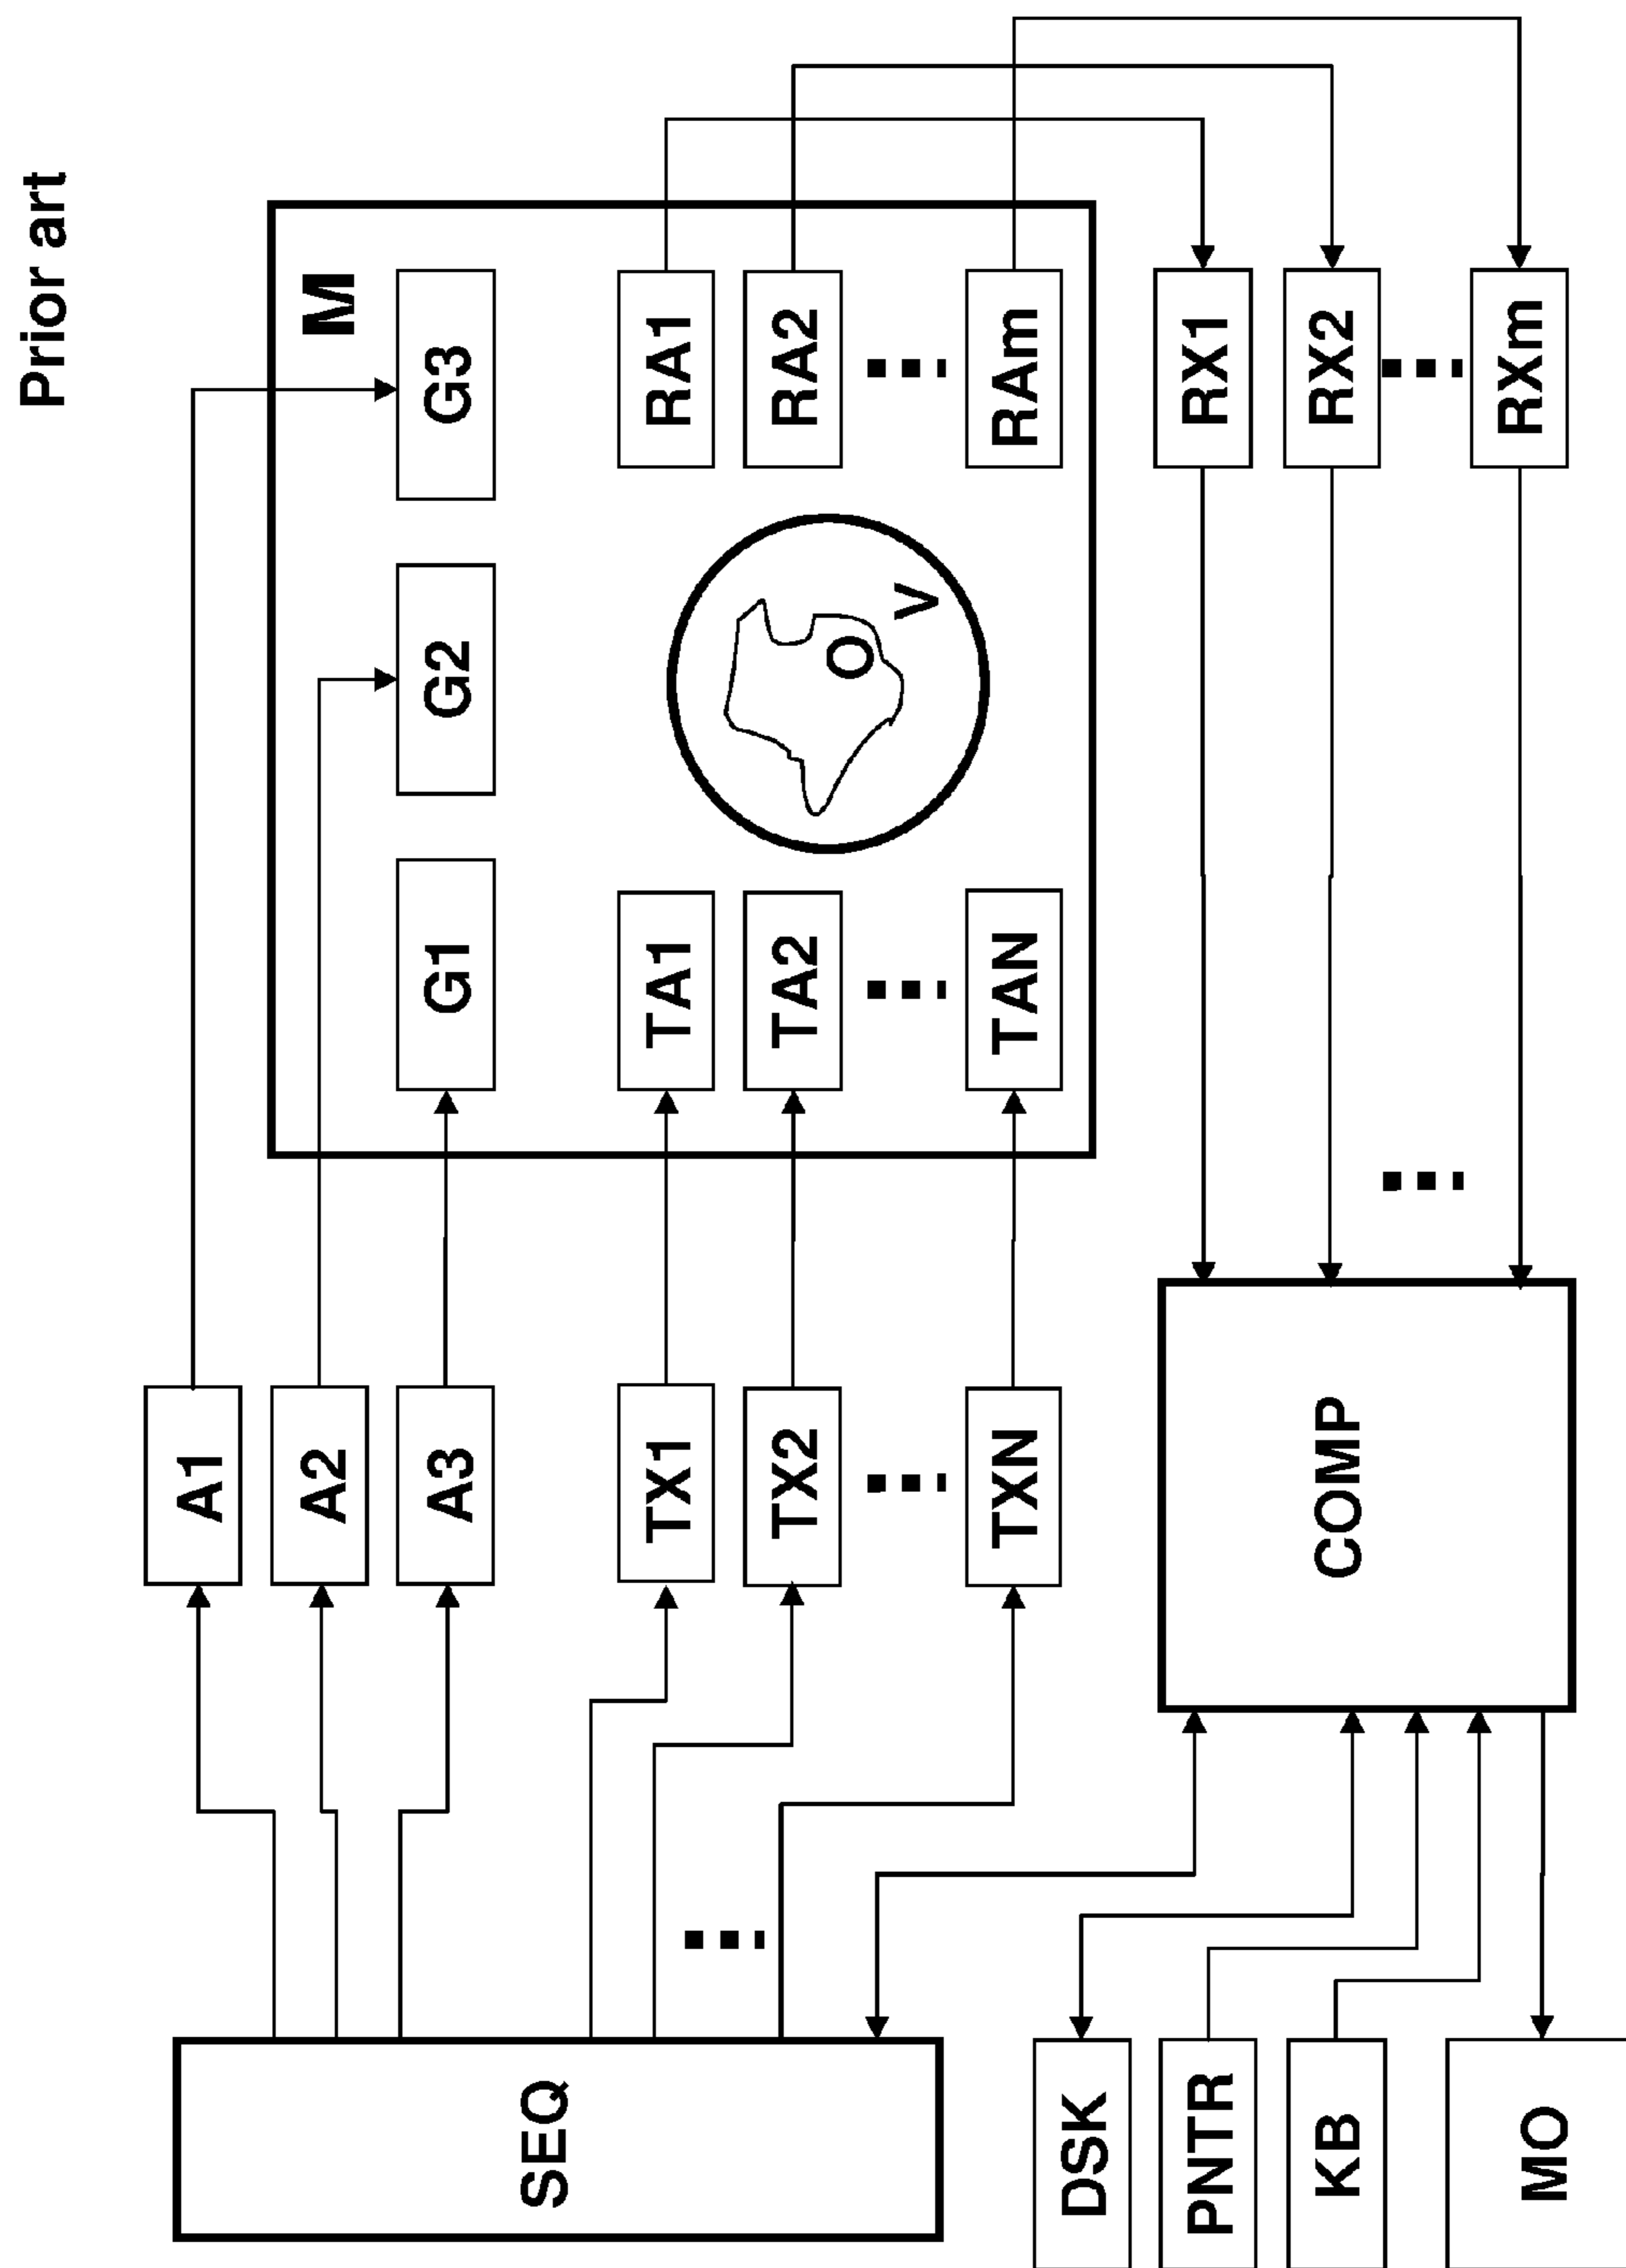 Prior art
A1
A2
M
A3
G1
G2
G3
SEQ
TX1
TA1
RA1
TX2
TA2
RA2
O
V
TXN
TAN
RAm
DSK
PNTR
RX1
KB
COMP
RX2
MO
RXm